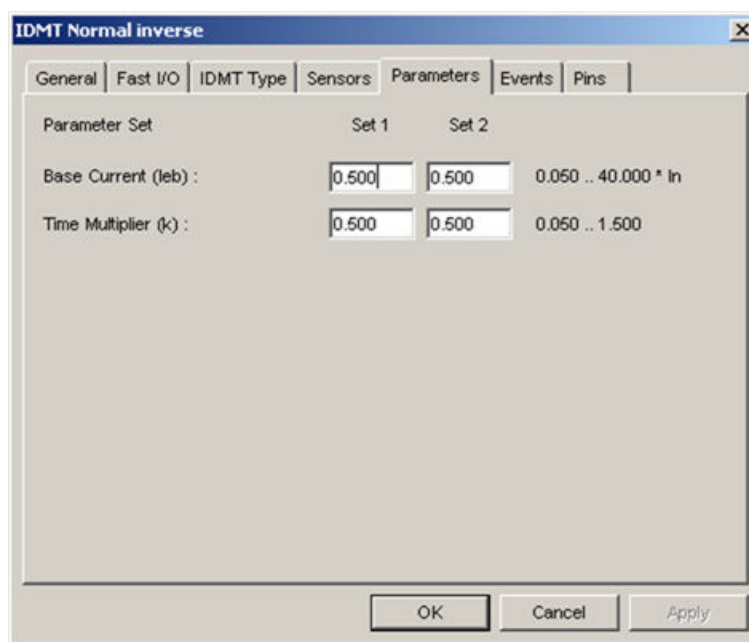 IDMT Normal inverse
General Fast I/O IDMT Type Sensors Parameters Events Pins
Parameter Set Set 1 Set 2
Base Current (Ieb) : 0.500 0.500 0.050 .. 40.000 * In
Time Multiplier (k) : 0.500 0.500 0.050 .. 1.500
OK Cancel Apply